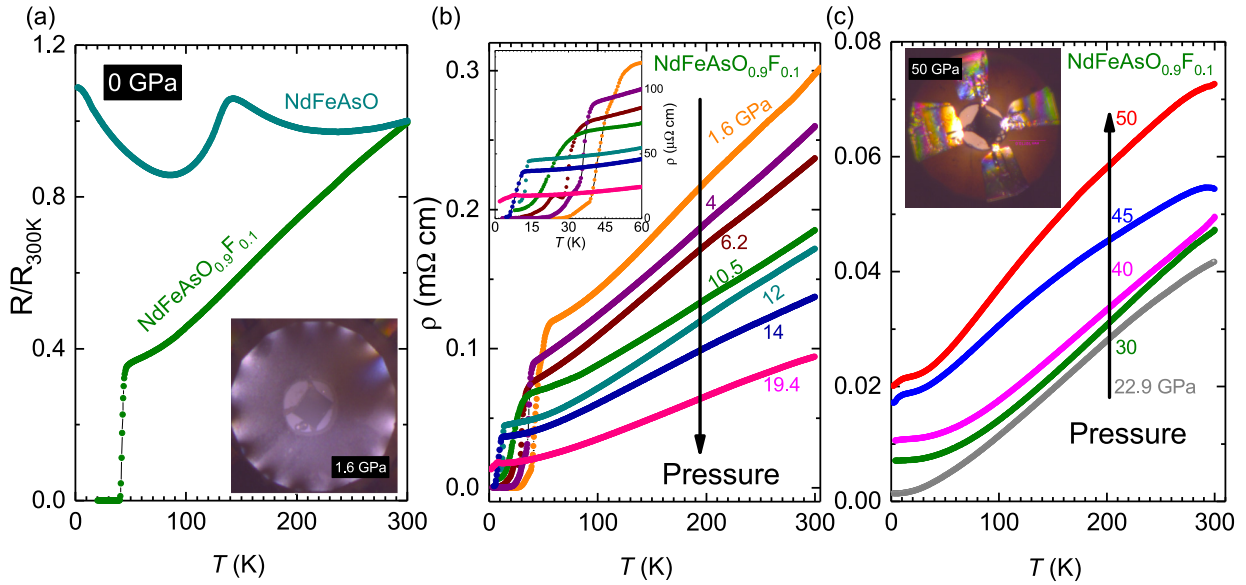 (a)
1.2
0.8
0.4
0.0
R/R300K
0 GPa
NdFeAsO
NdFeAsO0.9F0.1
1.6 GPa
0
100
200
300
T (K)
(b)
0.3
0.2
0.1
0.0
ρ (mΩ cm)
NdFeAsO0.9F0.1
100
50
0
ρ (μΩ cm)
0
15
30
45
60
T (K)
1.6 GPa
4
6.2
10.5
12
14
19.4
Pressure
0
100
200
300
T (K)
(c)
0.08
0.06
0.04
0.02
0.00
50 GPa
NdFeAsO0.9F0.1
50
45
40
30
22.9 GPa
Pressure
0
100
200
300
T (K)